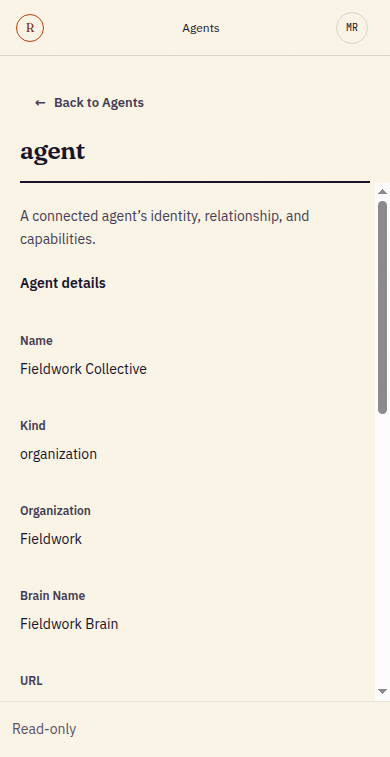 R
Agents
MR
← Back to Agents
agent
A connected agent’s identity, relationship, and
capabilities.
Agent details
Name
Fieldwork Collective
Kind
organization
Organization
Fieldwork
Brain Name
Fieldwork Brain
URL
Read-only